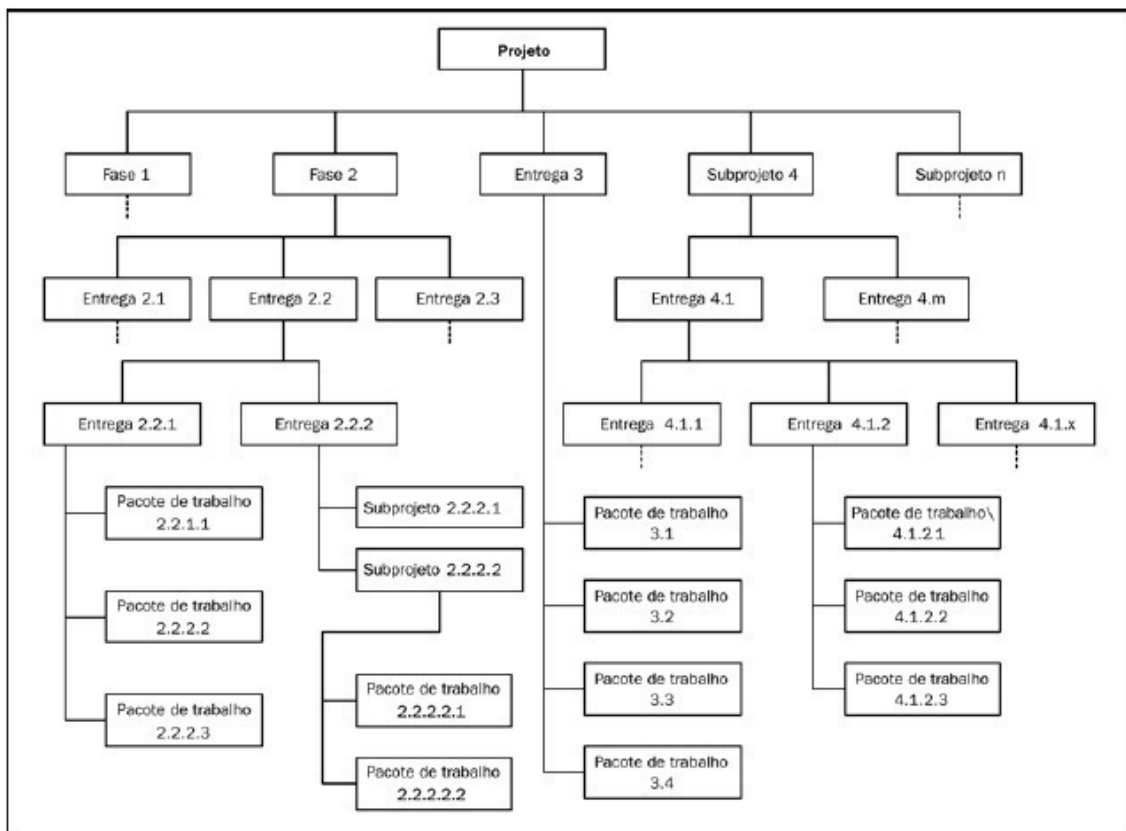 Projeto
Fase 1
Fase 2
Entrega 3
Subprojeto 4
Subprojeto n
Entrega 2.1
Entrega 2.2
Entrega 2.3
Entrega 4.1
Entrega 4.m
Entrega 2.2.1
Entrega 2.2.2
Entrega 4.1.1
Entrega 4.1.2
Entrega 4.1.x
Pacote de trabalho
2.2.1.1
Pacote de trabalho
2.2.2.2
Pacote de trabalho
2.2.2.3
Subprojeto 2.2.2.1
Subprojeto 2.2.2.2
Pacote de trabalho
2.2.2.2.1
Pacote de trabalho
2.2.2.2.2
Pacote de trabalho
3.1
Pacote de trabalho
3.2
Pacote de trabalho
3.3
Pacote de trabalho
3.4
Pacote de trabalho\
4.1.2.1
Pacote de trabalho
4.1.2.2
Pacote de trabalho
4.1.2.3